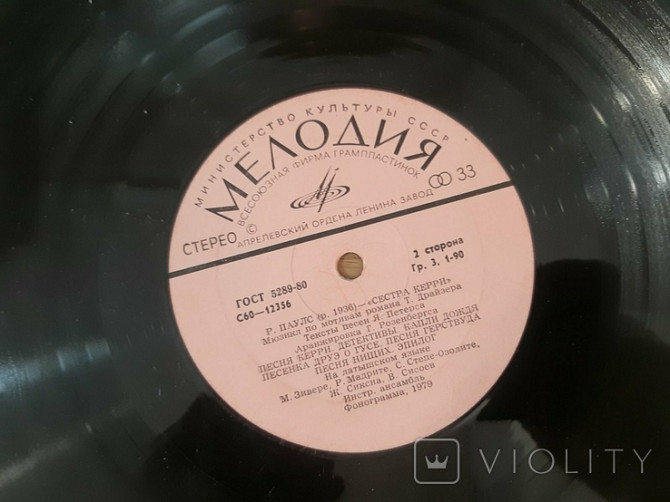 МИНИСТЕРСТВО КУЛЬТУРЫ СССР
МЕЛОДИЯ
ВСЕСОЮЗНАЯ ФИРМА ГРАМПЛАСТИНОК
33
СТЕРЕО ©
АПРЕЛЕВСКИЙ ОРДЕНА ЛЕНИНА ЗАВОД
ГОСТ 5289-80
С60—12356
2 сторона
Гр. 3. 1-90
Р. ПАУЛС (р. 1936)—«СЕСТРА КЕРРИ»
Мюзикл по мотивам романа Т. Драйзера
Тексты песен Я. Петерса
Аранжировка Г. Розенберга
ПЕСНЯ КЕРРИ. ДЕТЕКТИВЫ. КАПЛИ ДОЖДЯ
ПЕСЕНКА ДРУЭ О ГУСЕ. ПЕСНЯ ГЕРСТВУДА
ПЕСНЯ НИЩИХ. ЭПИЛОГ
На латышском языке
М. Зивере, Р. Мадрите, С. Степе-Озолите,
Ж. Сиксна, В. Сисоев
Инстр. ансамбль
Фонограмма, 1979
VIOLITY